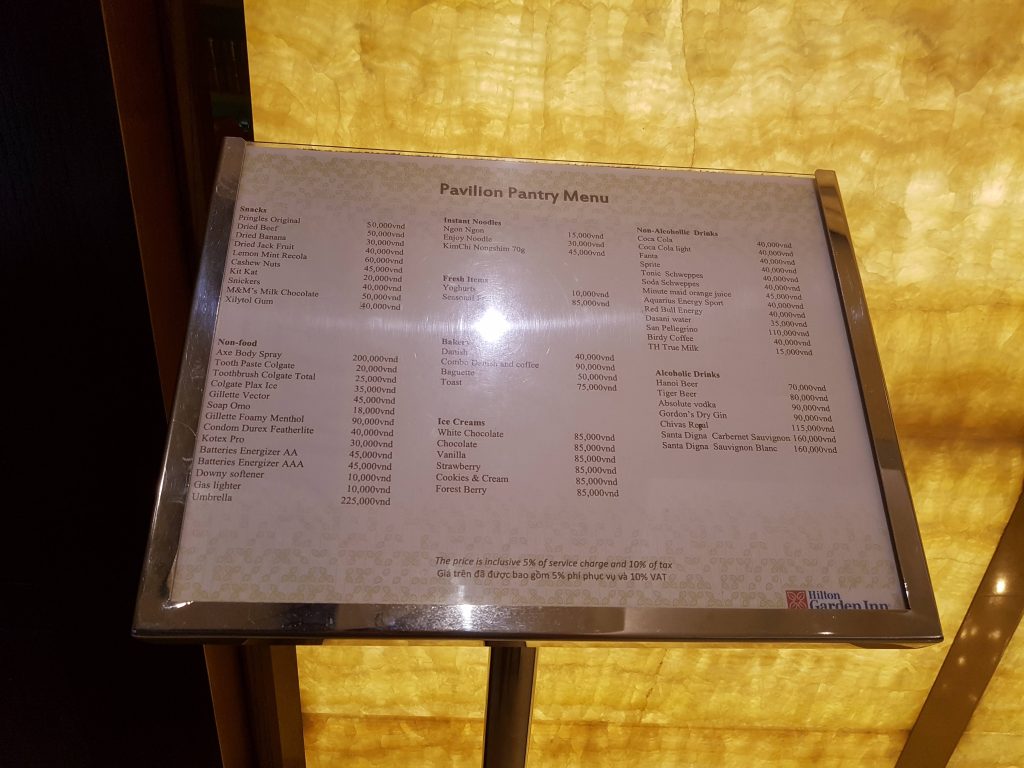 Pavilion Pantry Menu
Snacks
Pringles Original 50,000vnd
Dried Beef 50,000vnd
Dried Banana 30,000vnd
Dried Jack Fruit 40,000vnd
Lemon Mint Recola 60,000vnd
Cashew Nuts 45,000vnd
Kit Kat 20,000vnd
Snickers 40,000vnd
M&M's Milk Chocolate 50,000vnd
Xilytol Gum 40,000vnd
Non-food
Axe Body Spray 200,000vnd
Tooth Paste Colgate 20,000vnd
Toothbrush Colgate Total 25,000vnd
Colgate Plax Ice 35,000vnd
Gillette Vector 45,000vnd
Soap Omo 18,000vnd
Gillette Foamy Menthol 90,000vnd
Condom Durex Featherlite 40,000vnd
Kotex Pro 30,000vnd
Batteries Energizer AA 45,000vnd
Batteries Energizer AAA 45,000vnd
Downy softener 10,000vnd
Gas lighter 10,000vnd
Umbrella 225,000vnd
Instant Noodles
Ngon Ngon 15,000vnd
Enjoy Noodle 30,000vnd
KimChi Nongshim 70g 45,000vnd
Fresh Items
Yoghurts 10,000vnd
Seasonal 85,000vnd
Bakery
Danish 40,000vnd
Combo Danish and coffee 90,000vnd
Baguette 50,000vnd
Toast 75,000vnd
Ice Creams
White Chocolate 85,000vnd
Chocolate 85,000vnd
Vanilla 85,000vnd
Strawberry 85,000vnd
Cookies & Cream 85,000vnd
Forest Berry 85,000vnd
Non-Alcohollic Drinks
Coca Cola 40,000vnd
Coca Cola light 40,000vnd
Fanta 40,000vnd
Sprite 40,000vnd
Tonic Schweppes 40,000vnd
Soda Schweppes 40,000vnd
Minute maid orange juice 45,000vnd
Aquarius Energy Sport 40,000vnd
Red Bull Energy 40,000vnd
Dasani water 35,000vnd
San Pellegrino 110,000vnd
Birdy Coffee 40,000vnd
TH True Milk 15,000vnd
Alcoholic Drinks
Hanoi Beer 70,000vnd
Tiger Beer 80,000vnd
Absolute vodka 90,000vnd
Gordon's Dry Gin 90,000vnd
Chivas Royal 115,000vnd
Santa Digna Carbernet Sauvignon 160,000vnd
Santa Digna Sauvignon Blanc 160,000vnd
The price is inclusive 5% of service charge and 10% of tax
Giá trên đã được bao gồm 5% phí phục vụ và 10% VAT
Hilton
Garden Inn